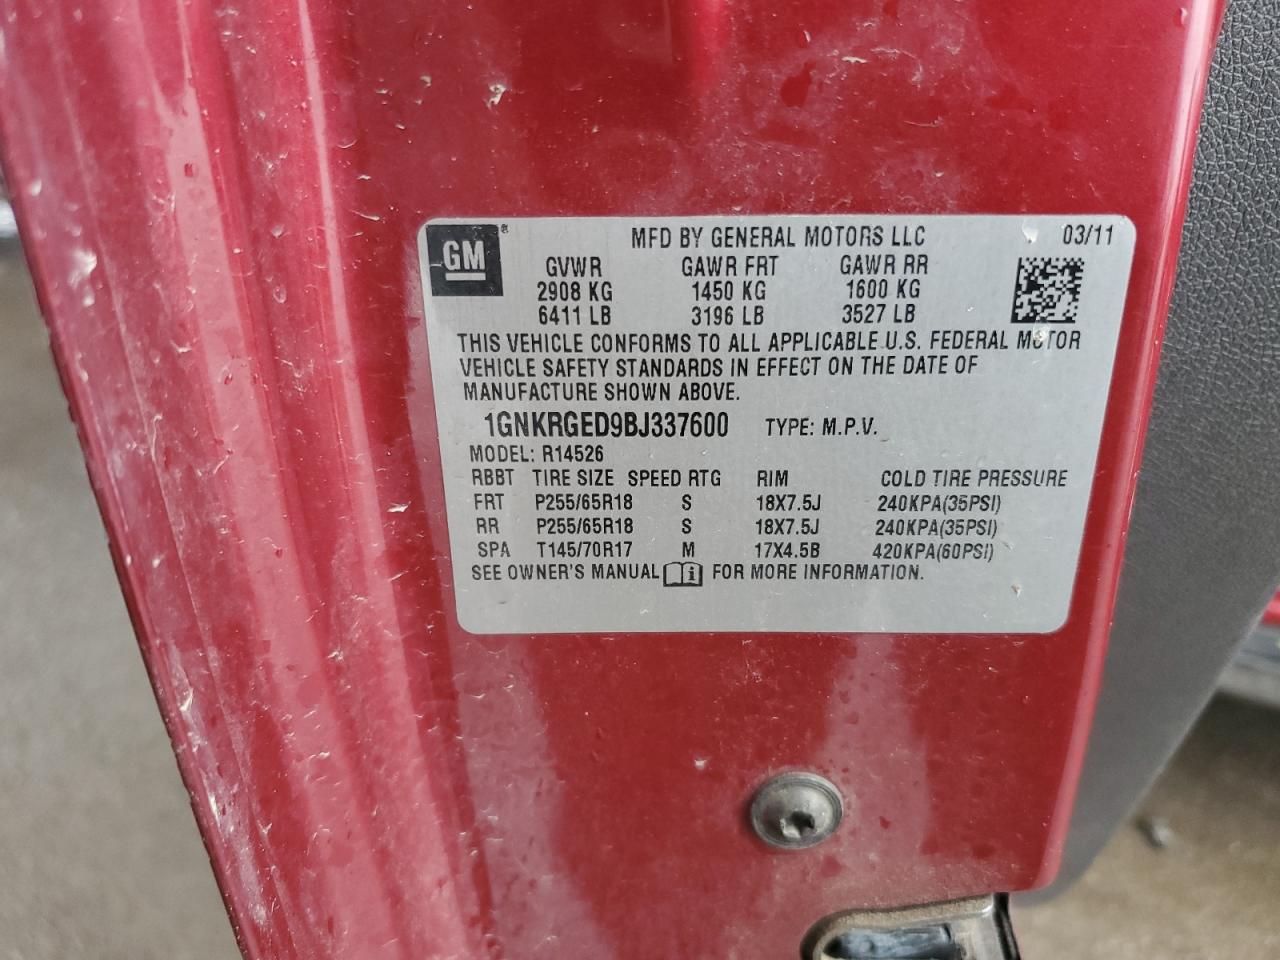 GM® MFD BY GENERAL MOTORS LLC 03/11
GVWR GAWR FRT GAWR RR
2908 KG 1450 KG 1600 KG
6411 LB 3196 LB 3527 LB
THIS VEHICLE CONFORMS TO ALL APPLICABLE U.S. FEDERAL MOTOR
VEHICLE SAFETY STANDARDS IN EFFECT ON THE DATE OF
MANUFACTURE SHOWN ABOVE.
1GNKRGED9BJ337600 TYPE: M.P.V.
MODEL: R14526
RBBT TIRE SIZE SPEED RTG RIM COLD TIRE PRESSURE
FRT P255/65R18 S 18X7.5J 240KPA(35PSI)
RR P255/65R18 S 18X7.5J 240KPA(35PSI)
SPA T145/70R17 M 17X4.5B 420KPA(60PSI)
SEE OWNER'S MANUAL FOR MORE INFORMATION.